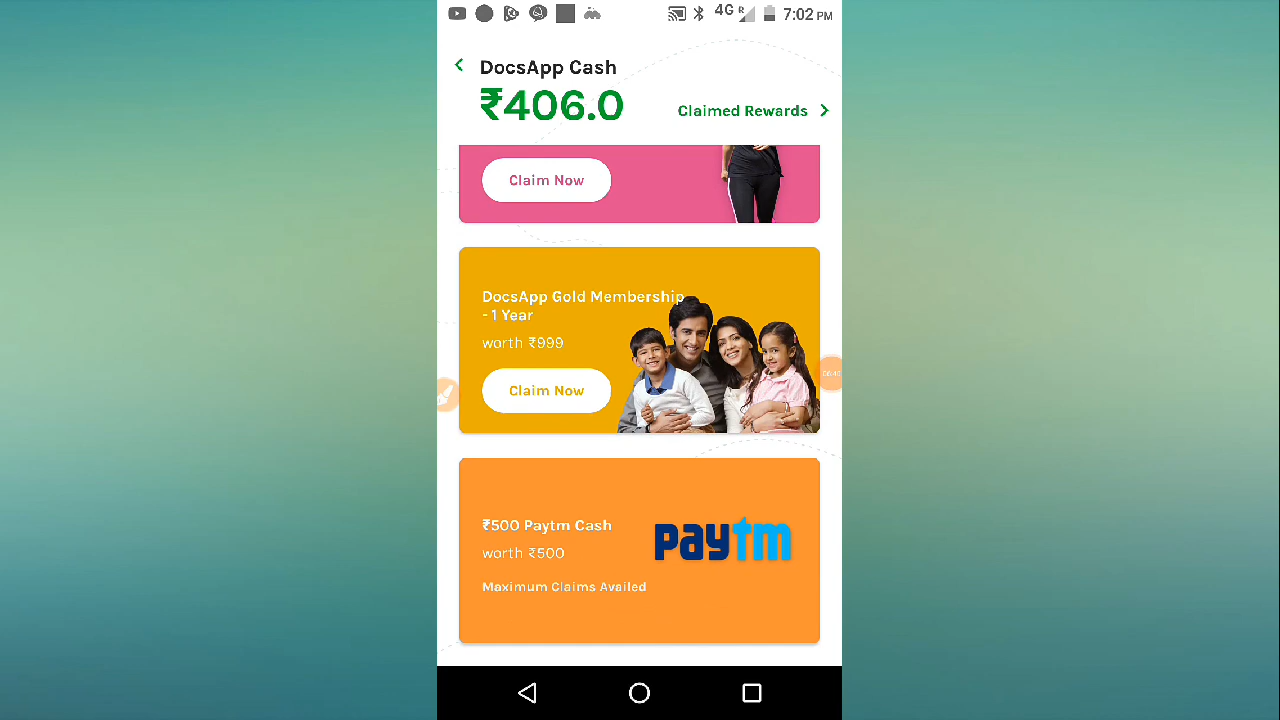 4G R 7:02 PM
DocsApp Cash
₹406.0
Claimed Rewards
Claim Now
DocsApp Gold Membership
- 1 Year
worth ₹999
Claim Now
₹500 Paytm Cash
worth ₹500
paytm
Maximum Claims Availed